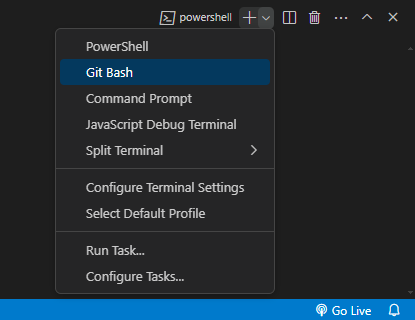 powershell
PowerShell
Git Bash
Command Prompt
JavaScript Debug Terminal
Split Terminal
Configure Terminal Settings
Select Default Profile
Run Task...
Configure Tasks...
Go Live